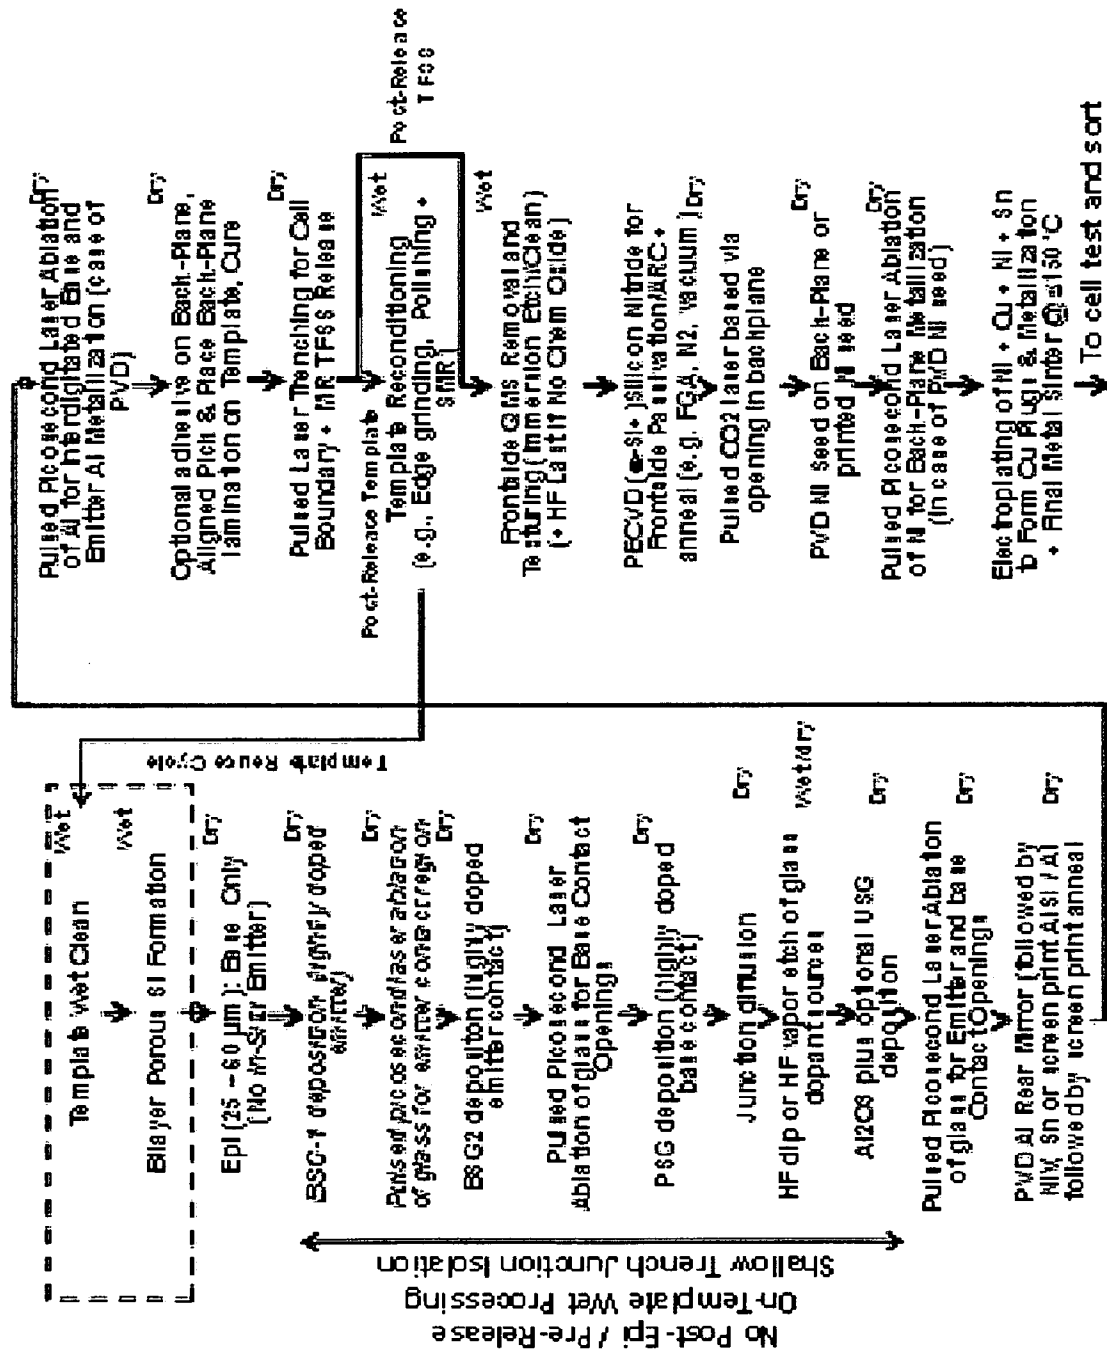 Template Wet Clean
Wet
Bilayer Porous Si Formation
Wet
Epi (25 - 60 µm): Base Only
(No In-Situ Emitter)
Dry
BSG-1 deposition (lightly doped
emitter)
Dry
Pulsed picosecond laser ablation
of glass for emitter contact region
Dry
BSG2 deposition (highly doped
emitter contact)
Dry
Pulsed Picosecond Laser
Ablation of glass for Base Contact
Openings
Dry
PSG deposition (highly doped
base contact)
Dry
Junction diffusion
Dry
HF dip or HF vapor etch of glass
dopant sources
Wet/dry
Al2O3 plus optional USG
deposition
Dry
Pulsed Picosecond Laser Ablation
of glass for Emitter and base
Contact Openings
Dry
PVD Al Rear Mirror (followed by
NiV, Sn or screen print AlSi / Al
followed by screen print anneal
Dry
No Post-Epi / Pre-Release
On-Template Wet Processing
Shallow Trench Junction Isolation
Template Reuse Cycle
Pulsed Picosecond Laser Ablation
of Al for Interdigitated Base and
Emitter Al Metallization (case of
PVD)
Dry
Optional adhesive on Back-Plane,
Aligned Pick & Place Back-Plane
lamination on Template, Cure
Dry
Pulsed Laser Trenching for Cell
Boundary + MR TFSS Release
Dry
Post-Release Template
Template Reconditioning
(e.g., Edge grinding, Polishing +
SMR)
Wet
Post-Release
TFSS
Frontside QMS Removal and
Texturing (Immersion Etch/Clean)
(+ HF Last if No Chem Oxide)
Wet
PECVD (a-Si+)Silicon Nitride for
Frontside Passivation/ARC +
anneal (e.g. FGA, N2, vacuum)
Dry
Pulsed CO2 laser based via
opening in backplane
PVD Ni Seed on Back-Plane or
printed Ni seed
Dry
Pulsed Picosecond Laser Ablation
of Ni for Back-Plane Metallization
(in case of PVD Ni seed)
Dry
Electroplating of Ni + Cu + Ni + Sn
to Form Cu Plugs & Metallization
+ Final Metal Sinter @ ≤150 °C
To cell test and sort